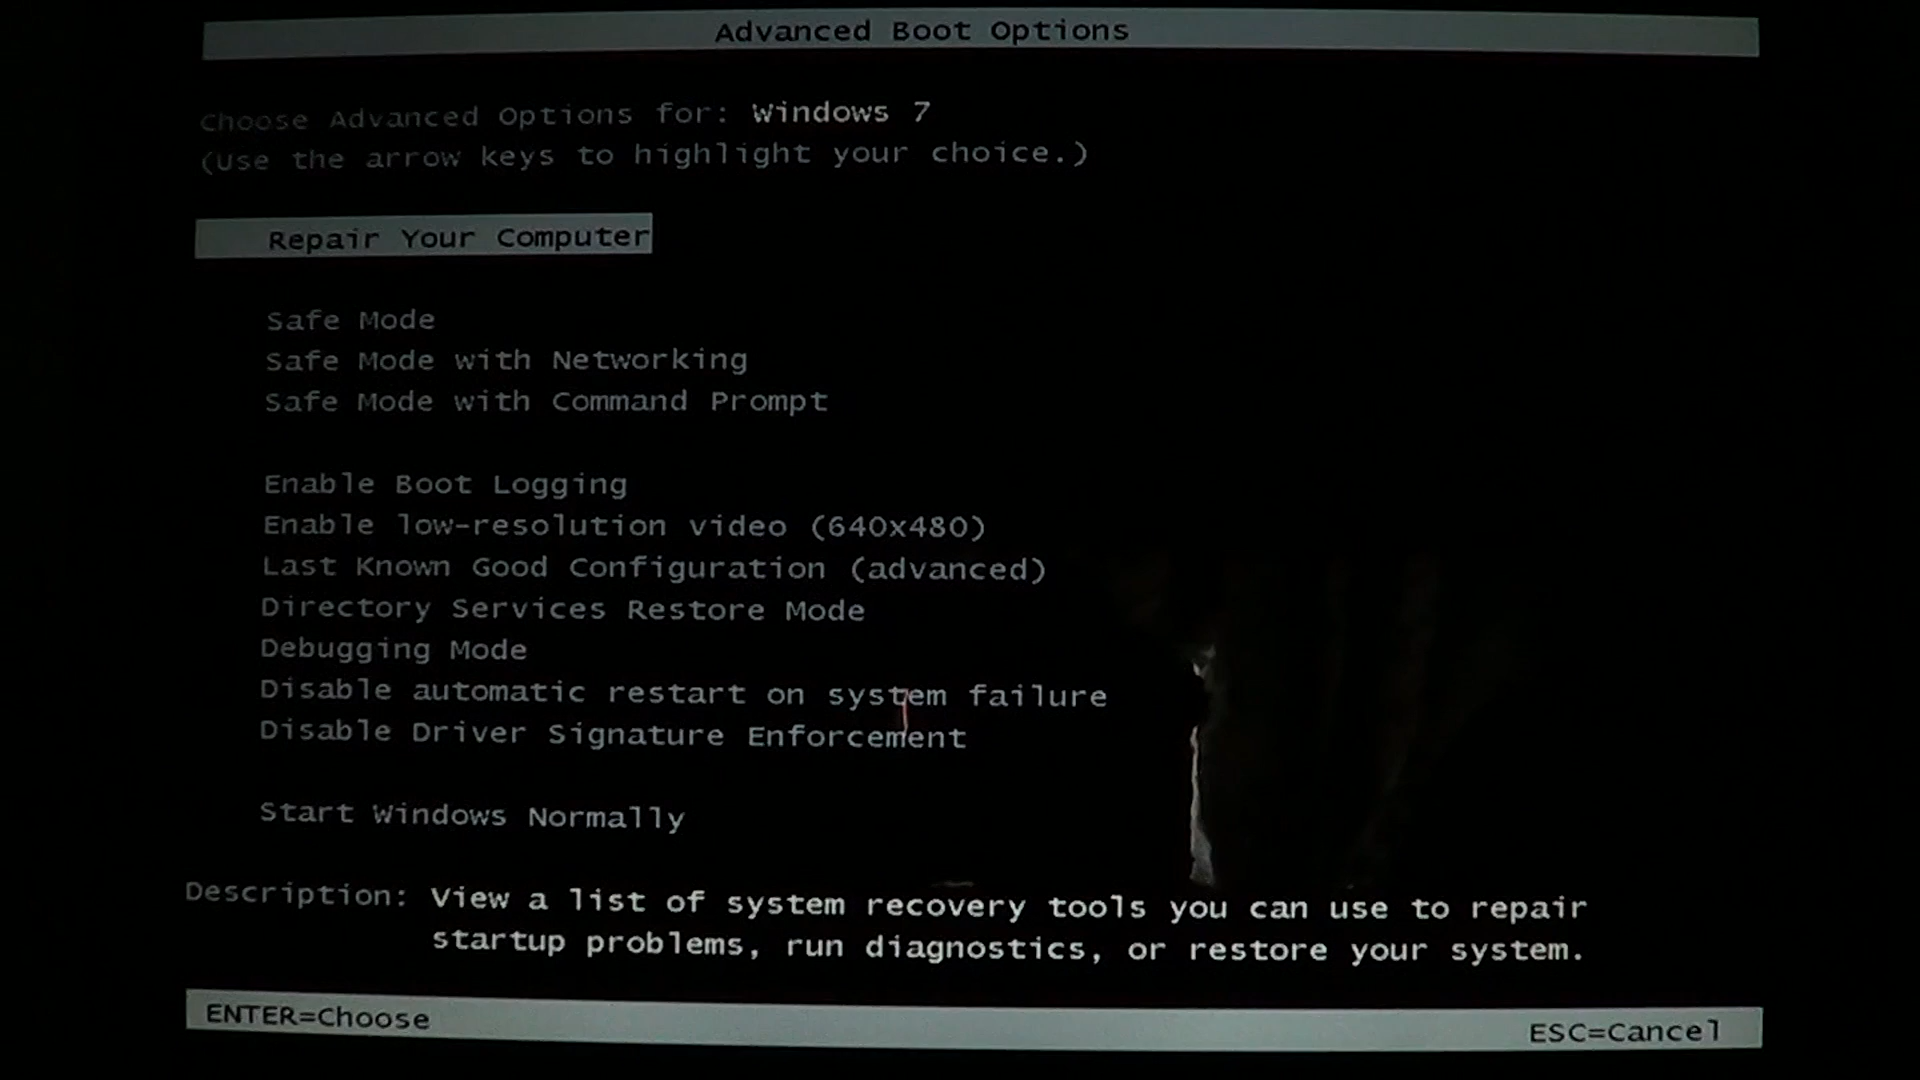 Advanced Boot Options
Choose Advanced Options for: Windows 7
(Use the arrow keys to highlight your choice.)
Repair Your Computer
Safe Mode
Safe Mode with Networking
Safe Mode with Command Prompt
Enable Boot Logging
Enable low-resolution video (640x480)
Last Known Good Configuration (advanced)
Directory Services Restore Mode
Debugging Mode
Disable automatic restart on system failure
Disable Driver Signature Enforcement
Start Windows Normally
Description: View a list of system recovery tools you can use to repair
startup problems, run diagnostics, or restore your system.
ENTER=Choose ESC=Cancel